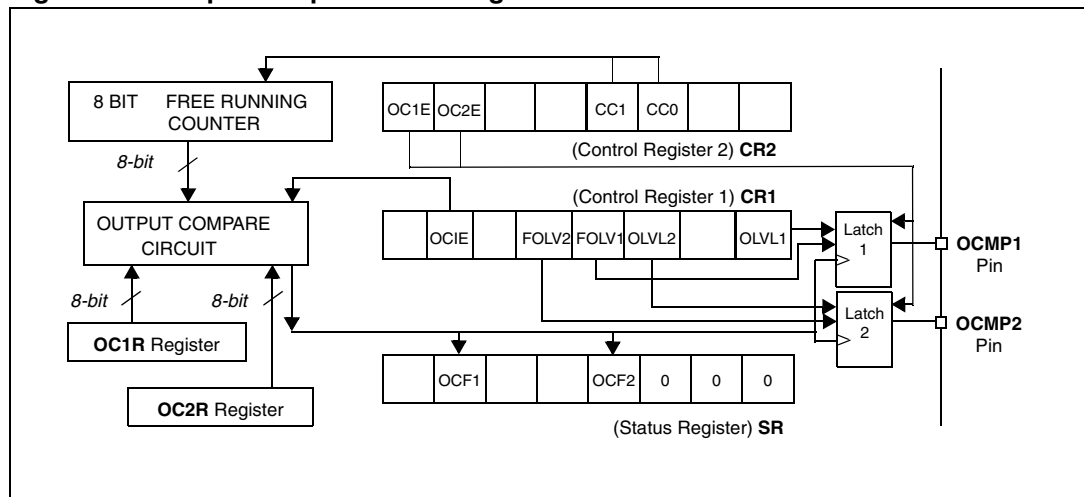 8 BIT FREE RUNNING
COUNTER
8-bit
OC1E OC2E CC1 CC0
(Control Register 2) CR2
OUTPUT COMPARE
CIRCUIT
(Control Register 1) CR1
OCIE FOLV2 FOLV1 OLVL2 OLVL1
Latch
1
OCMP1
Pin
8-bit 8-bit
Latch
2
OCMP2
Pin
OC1R Register
OCF1 OCF2 0 0 0
OC2R Register
(Status Register) SR